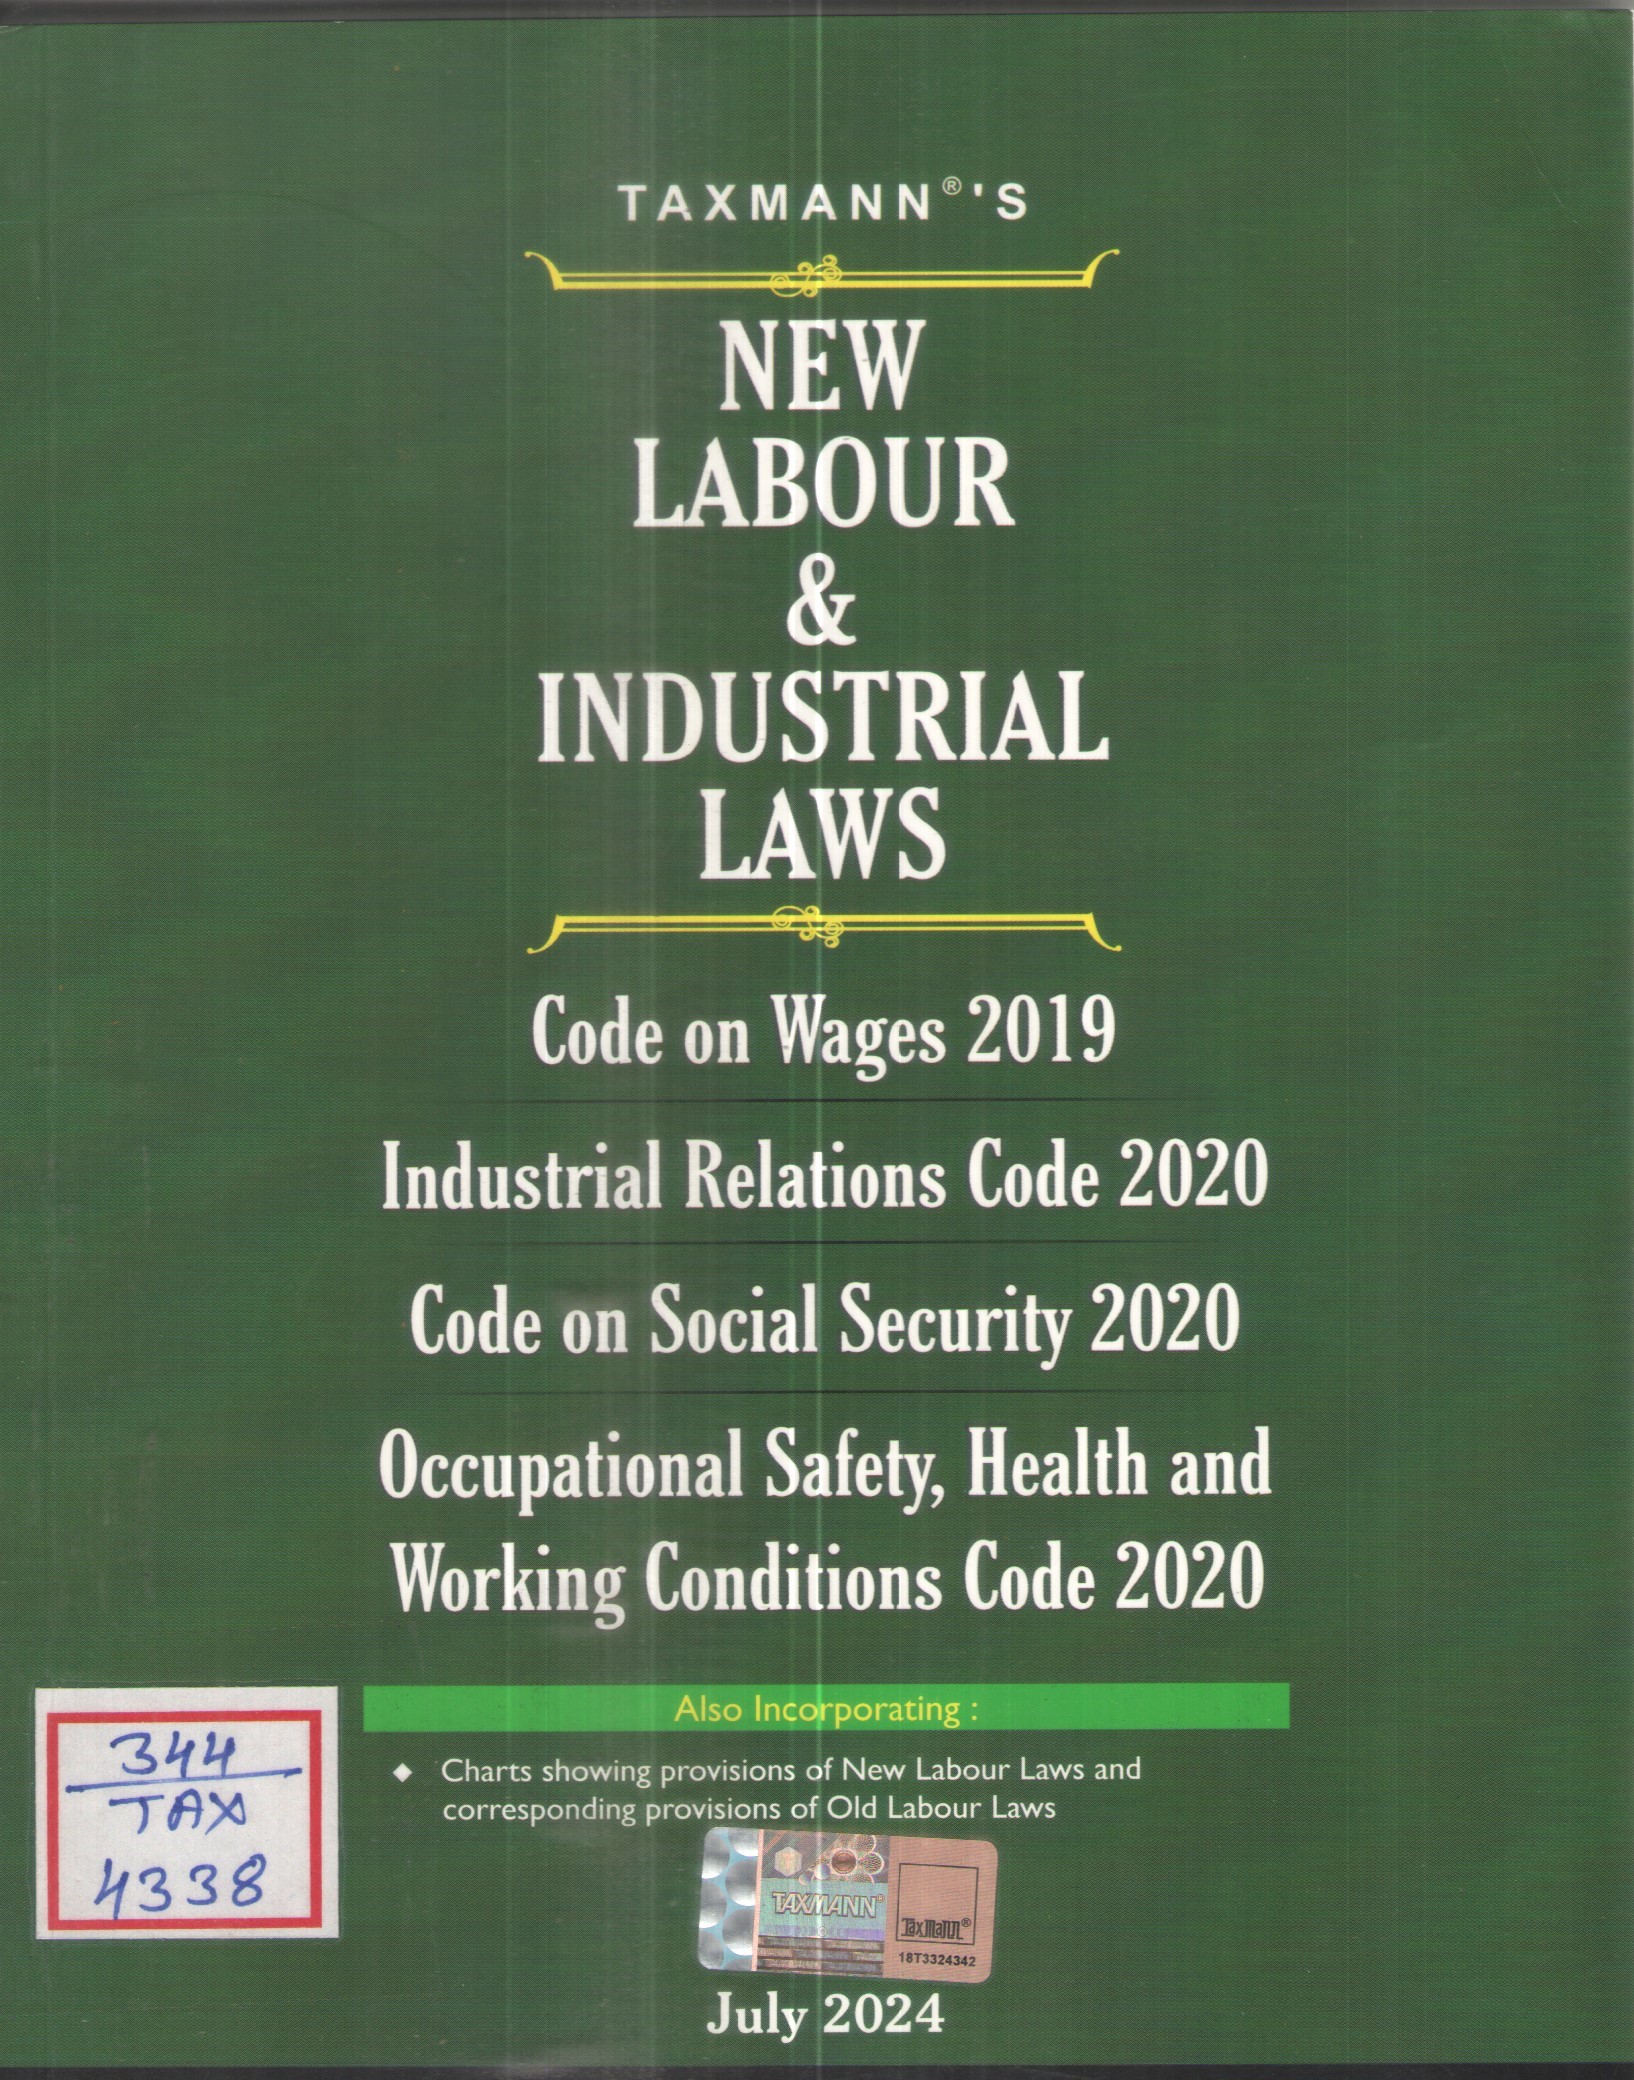 TAXMANN®'S
NEW
LABOUR
&
INDUSTRIAL
LAWS
Code on Wages 2019
Industrial Relations Code 2020
Code on Social Security 2020
Occupational Safety, Health and
Working Conditions Code 2020
Also Incorporating :
◆ Charts showing provisions of New Labour Laws and
corresponding provisions of Old Labour Laws
344
TAX
4338
TAXMANN®
TaxMann®
18T3324342
July 2024